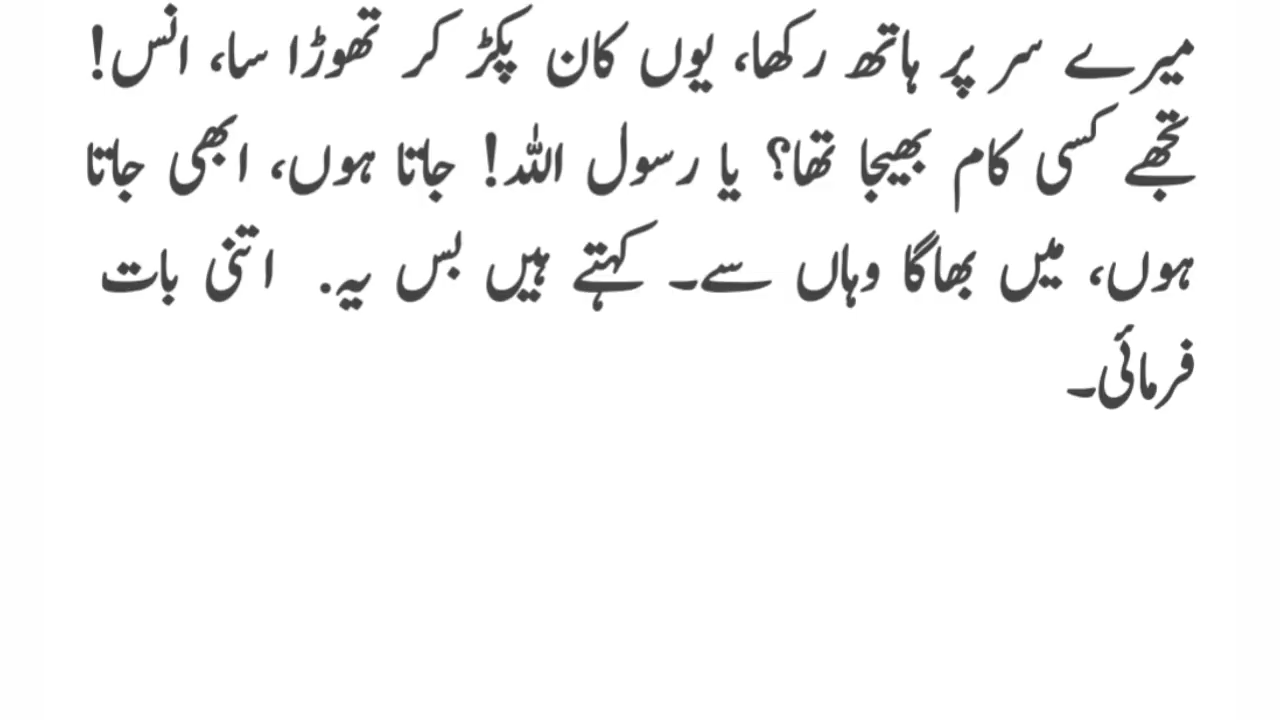 میرے سر پر ہاتھ رکھا، یوں کان پکڑ کر تھوڑا سا، انس!
تجھے کسی کام بھیجا تھا؟ یا رسول اللہ! جاتا ہوں، ابھی جاتا
ہوں، میں بھاگا وہاں سے۔ کہتے ہیں بس یہ. اتنی بات
فرمائی۔